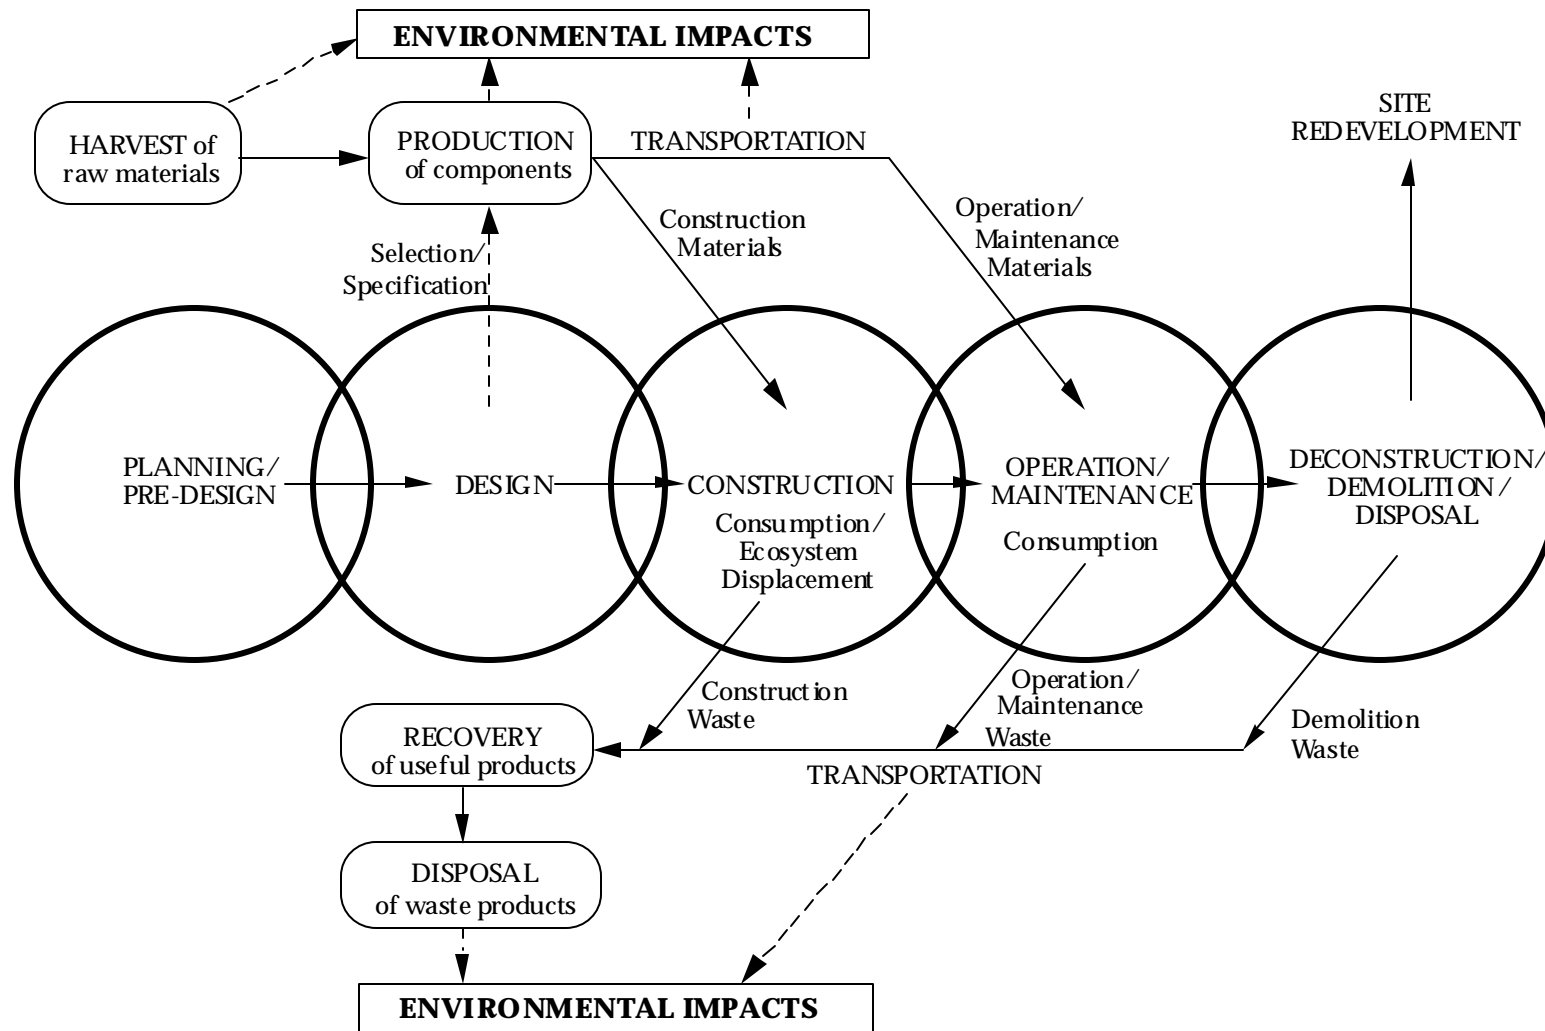 ENVIRONMENTAL IMPACTS
HARVEST of
raw materials
PRODUCTION
of components
TRANSPORTATION
SITE
REDEVELOPMENT
Selection/
Specification
Construction
Materials
Operation/
Maintenance
Materials
PLANNING/
PRE-DESIGN
DESIGN
CONSTRUCTION
Consumption/
Ecosystem
Displacement
OPERATION/
MAINTENANCE
Consumption
DECONSTRUCTION/
DEMOLITION/
DISPOSAL
Construction
Waste
Operation/
Maintenance
Waste
Demolition
Waste
RECOVERY
of useful products
TRANSPORTATION
DISPOSAL
of waste products
ENVIRONMENTAL IMPACTS